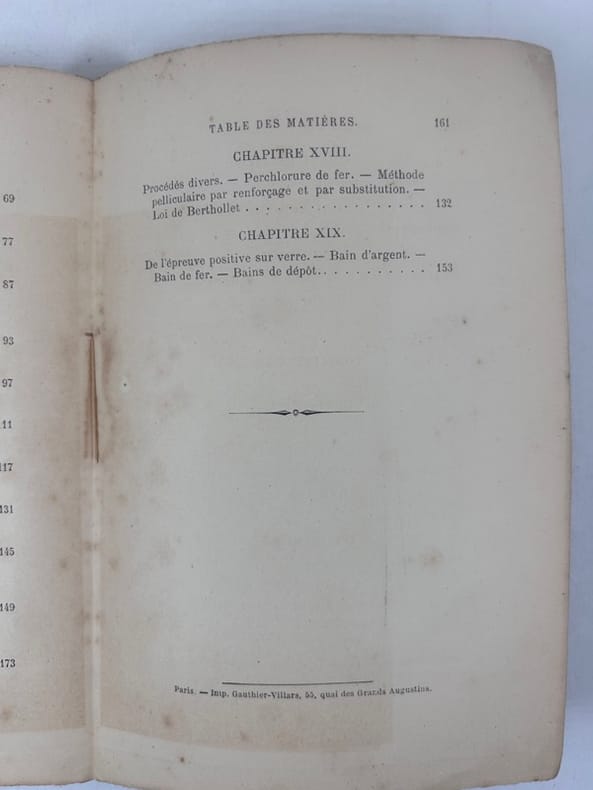 69
77
87
93
97
11
117
131
145
149
173
TABLE DES MATIÈRES. 161
CHAPITRE XVIII.
Procédés divers. — Perchlorure de fer. — Méthode
pelliculaire par renforçage et par substitution. —
Loi de Berthollet . . . . . . . . . . . . . . . . . 132
CHAPITRE XIX.
De l'épreuve positive sur verre. — Bain d'argent. —
Bain de fer. — Bains de dépôt. . . . . . . . . . . 153
Paris. — Imp. Gauthier-Villars, 55, quai des Grands Augustins.